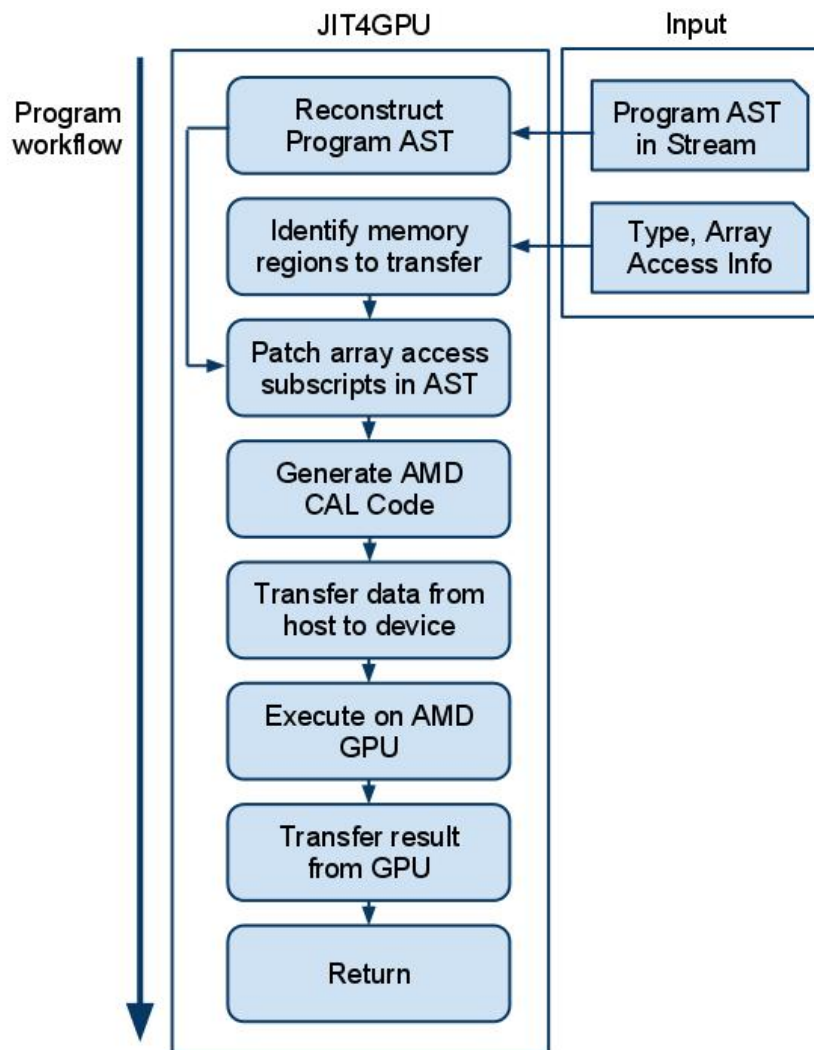 JIT4GPU
Input
Program
workflow
Reconstruct
Program AST
Program AST
in Stream
Identify memory
regions to transfer
Type, Array
Access Info
Patch array access
subscripts in AST
Generate AMD
CAL Code
Transfer data from
host to device
Execute on AMD
GPU
Transfer result
from GPU
Return